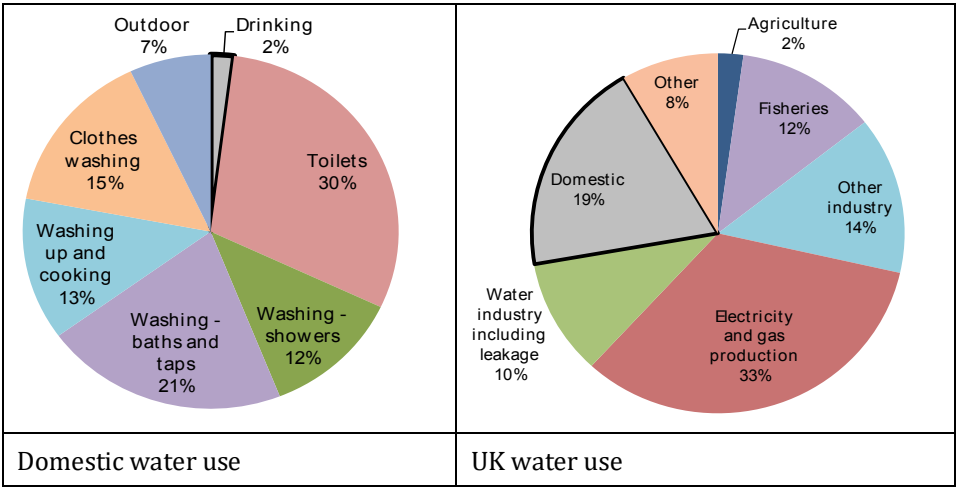 Outdoor
7%
Drinking
2%
Toilets
30%
Washing -
showers
12%
Washing -
baths and
taps
21%
Washing
up and
cooking
13%
Clothes
washing
15%
Domestic water use
Agriculture
2%
Fisheries
12%
Other
industry
14%
Electricity
and gas
production
33%
Water
industry
including
leakage
10%
Domestic
19%
Other
8%
UK water use